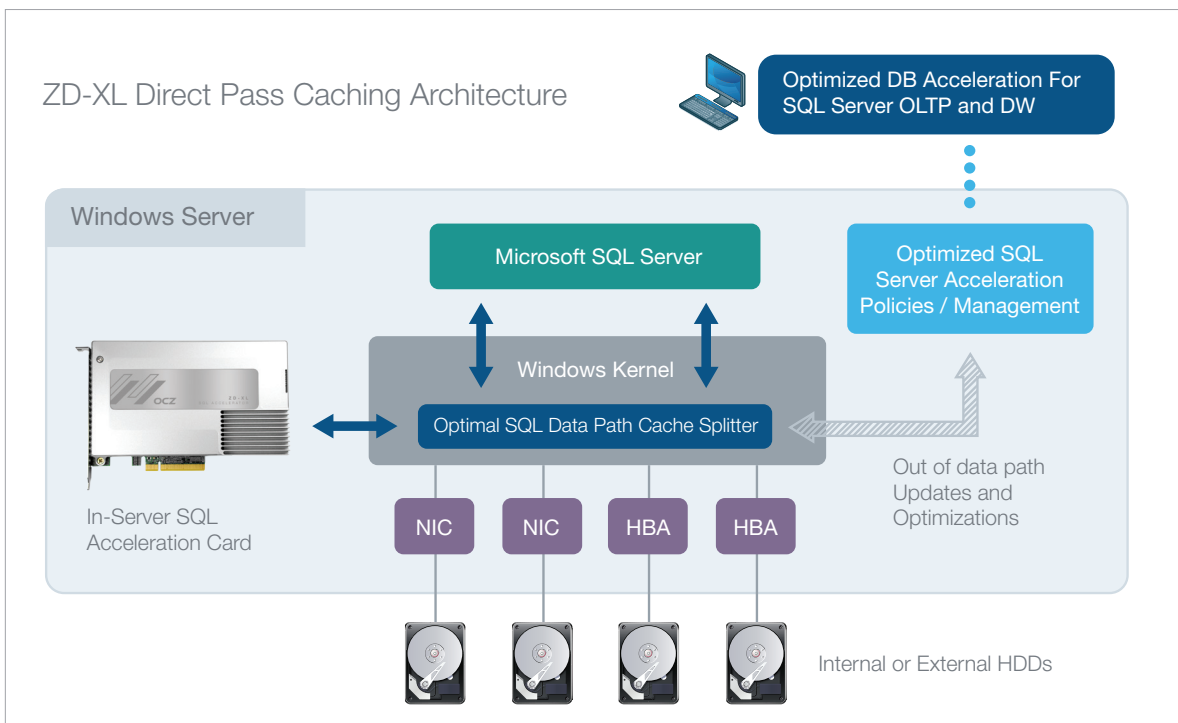 ZD-XL Direct Pass Caching Architecture
Optimized DB Acceleration For
SQL Server OLTP and DW
Windows Server
Microsoft SQL Server
Optimized SQL
Server Acceleration
Policies / Management
Windows Kernel
Optimal SQL Data Path Cache Splitter
OCZ
ZD-XL
In-Server SQL
Acceleration Card
Out of data path
Updates and
Optimizations
NIC
NIC
HBA
HBA
Internal or External HDDs